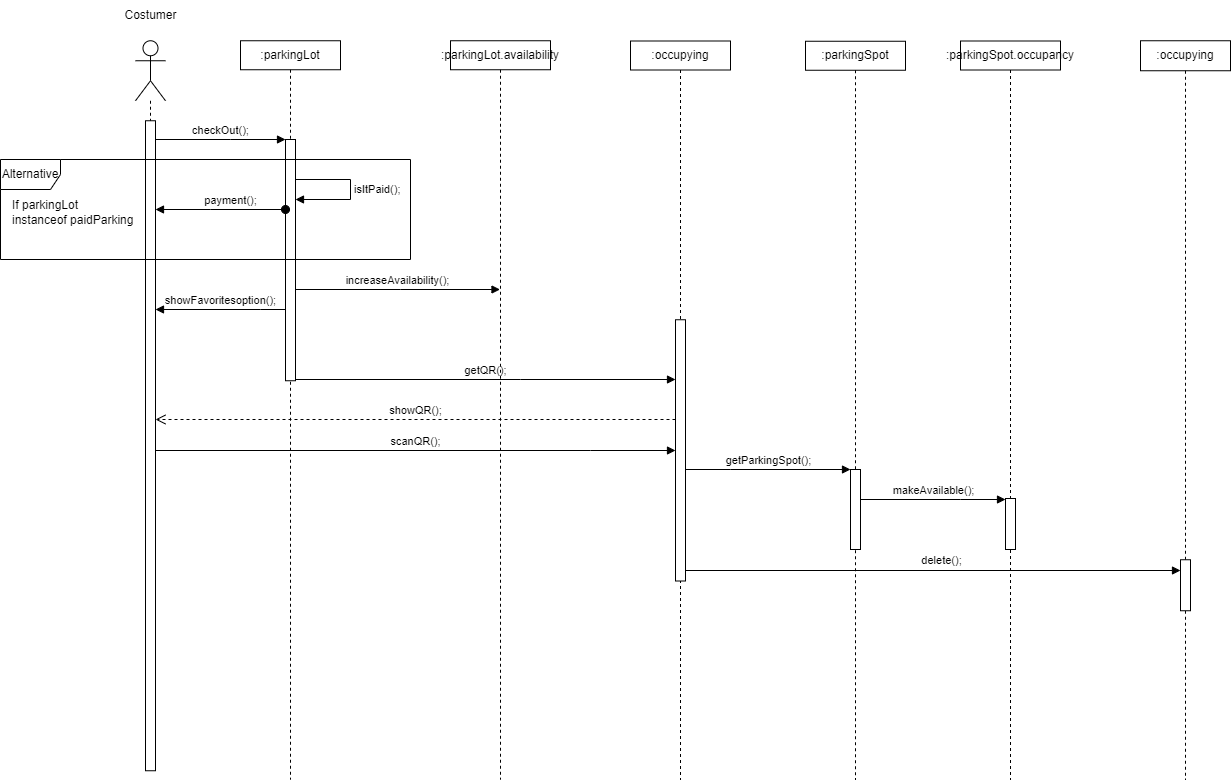 Costumer
:parkingLot
:parkingLot.availability
:occupying
:parkingSpot
:parkingSpot.occupancy
:occupying
checkOut();
Alternative
isItPaid();
If parkingLot
instanceof paidParking
payment();
increaseAvailability();
showFavoritesoption();
getQR();
showQR();
scanQR();
getParkingSpot();
makeAvailable();
delete();